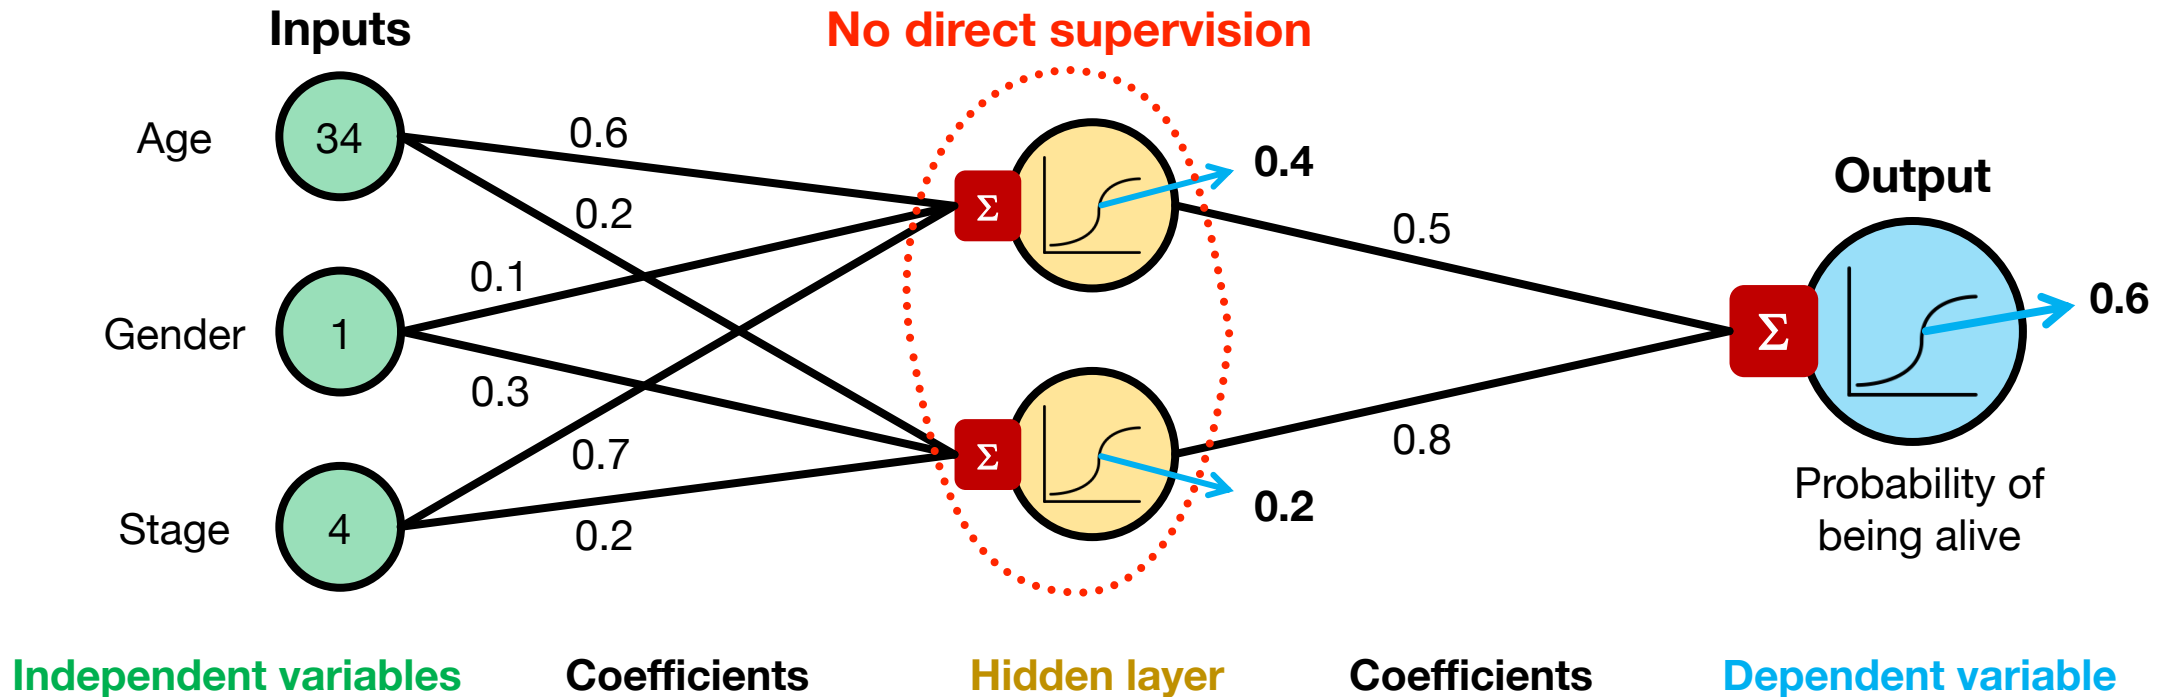 Inputs
No direct supervision
Age
34
0.6
0.2
Σ
0.4
Output
0.5
Gender
1
0.1
0.3
Σ
0.6
Stage
4
0.7
0.2
Σ
0.2
0.8
Probability of
being alive
Independent variables
Coefficients
Hidden layer
Coefficients
Dependent variable